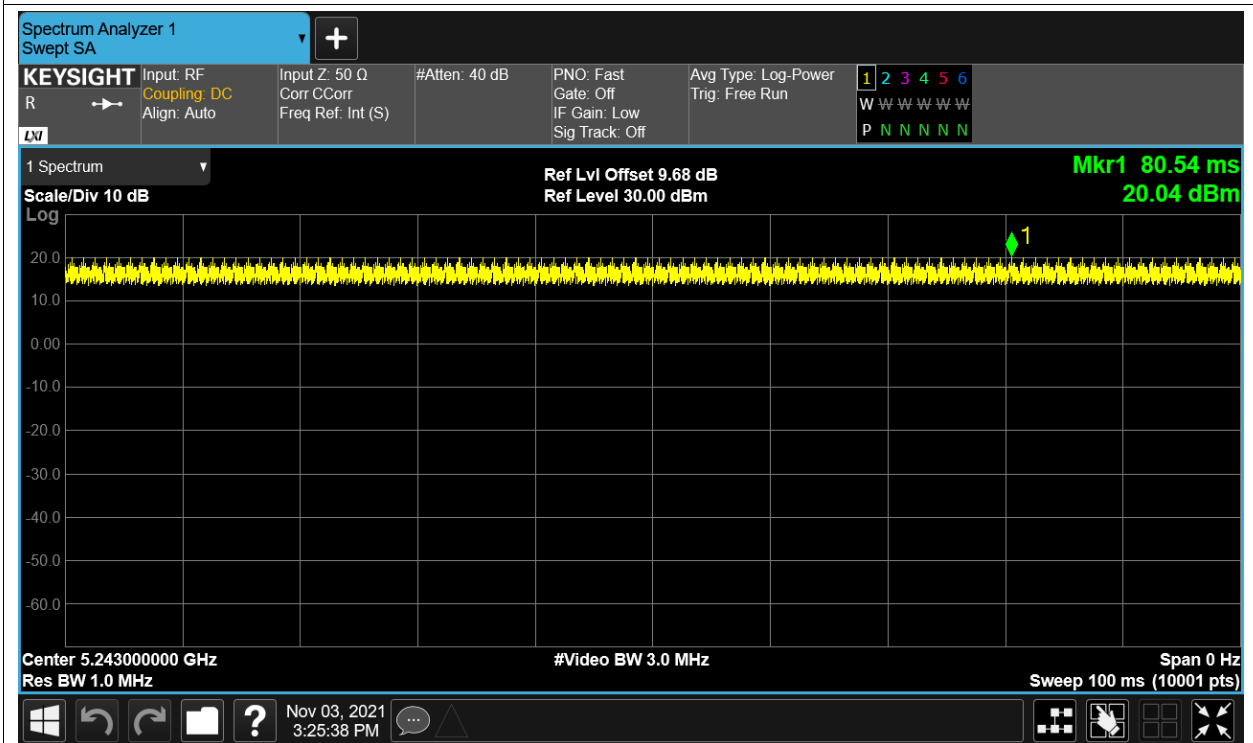 Spectrum Analyzer 1
Swept SA
KEYSIGHT
R
LXI
Input: RF
Coupling: DC
Align: Auto
Input Z: 50 Ω
Corr CCorr
Freq Ref: Int (S)
#Atten: 40 dB
PNO: Fast
Gate: Off
IF Gain: Low
Sig Track: Off
Avg Type: Log-Power
Trig: Free Run
1 2 3 4 5 6
W W W W W W
P N N N N N
1 Spectrum
Scale/Div 10 dB
Log
Ref Lvl Offset 9.68 dB
Ref Level 30.00 dBm
Mkr1 80.54 ms
20.04 dBm
1
20.0
10.0
0.00
-10.0
-20.0
-30.0
-40.0
-50.0
-60.0
Center 5.243000000 GHz
Res BW 1.0 MHz
#Video BW 3.0 MHz
Span 0 Hz
Sweep 100 ms (10001 pts)
?
Nov 03, 2021
3:25:38 PM